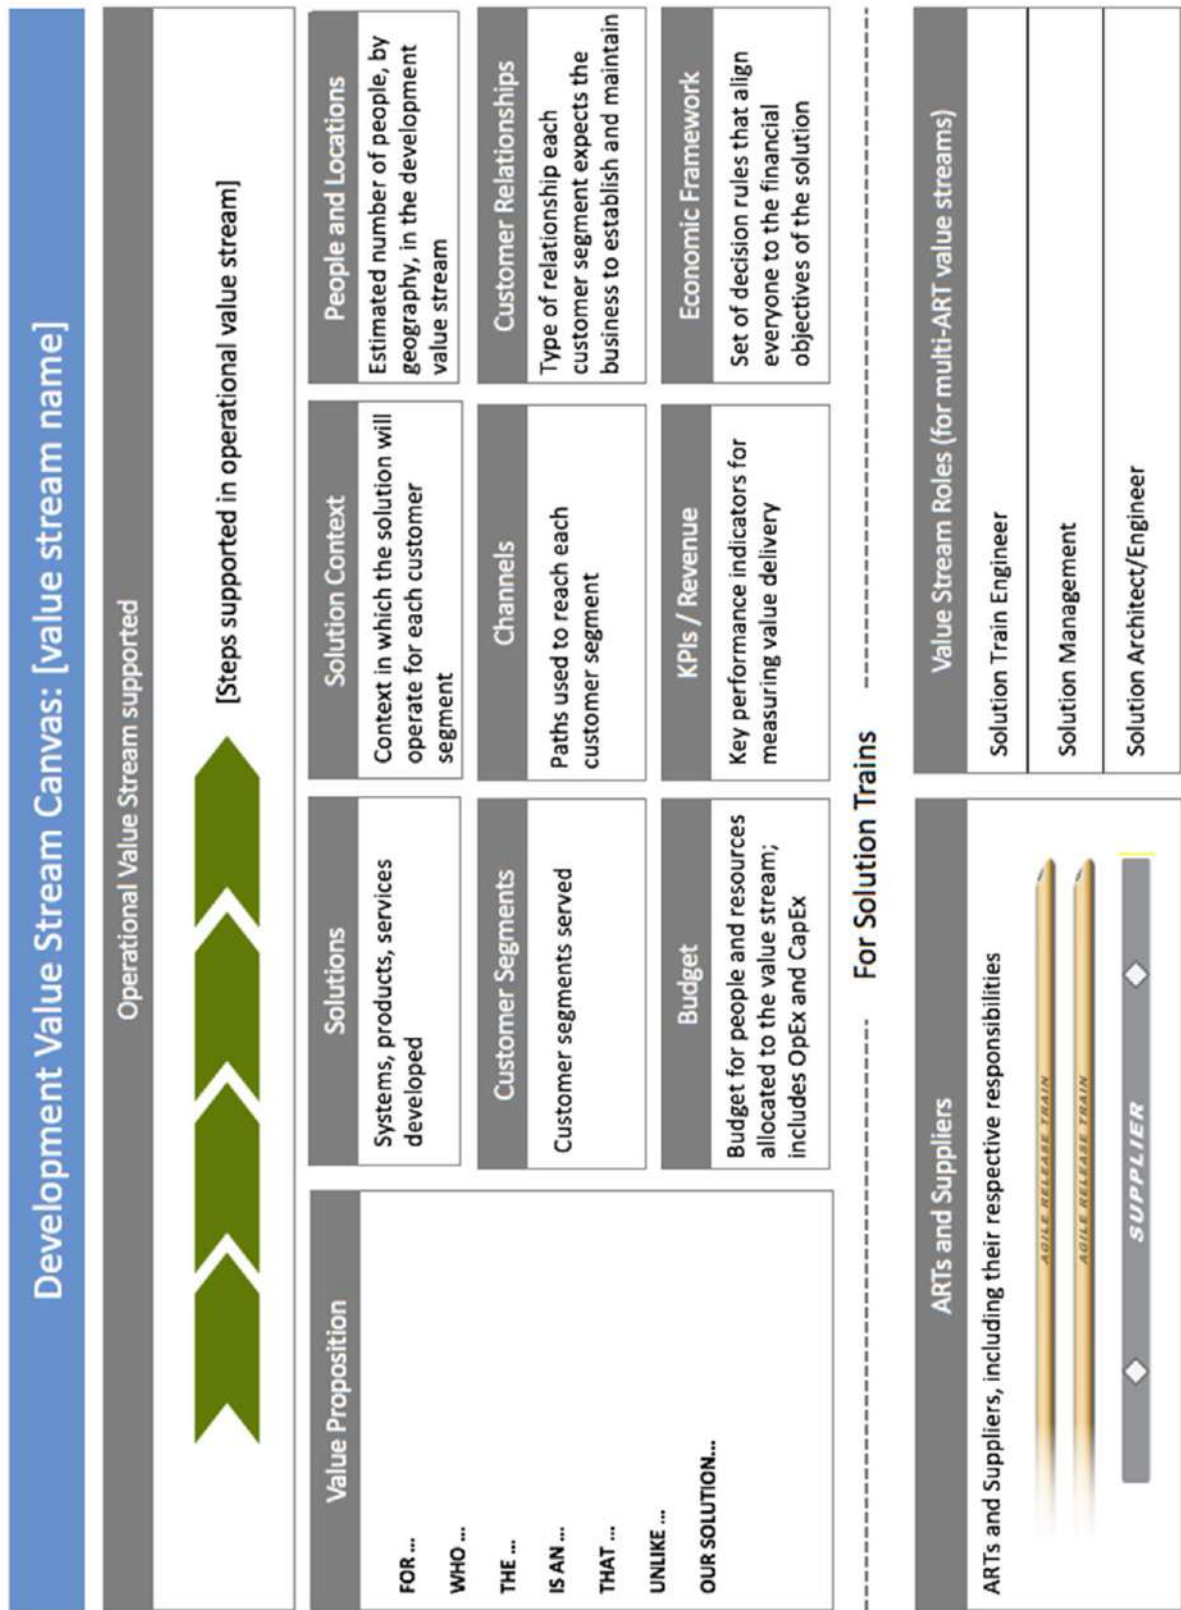 Development Value Stream Canvas: [value stream name]
Operational Value Stream supported
[Steps supported in operational value stream]
Value Proposition
FOR ...
WHO ...
THE ...
IS AN ...
THAT ...
UNLIKE ...
OUR SOLUTION...
Solutions
Systems, products, services
developed
Solution Context
Context in which the solution will
operate for each customer
segment
People and Locations
Estimated number of people, by
geography, in the development
value stream
Customer Segments
Customer segments served
Channels
Paths used to reach each
customer segment
Customer Relationships
Type of relationship each
customer segment expects the
business to establish and maintain
Budget
Budget for people and resources
allocated to the value stream;
includes OpEx and CapEx
KPIs / Revenue
Key performance indicators for
measuring value delivery
Economic Framework
Set of decision rules that align
everyone to the financial
objectives of the solution
For Solution Trains
ARTs and Suppliers
ARTs and Suppliers, including their respective responsibilities
AGILE RELEASE TRAIN
AGILE RELEASE TRAIN
SUPPLIER
Value Stream Roles (for multi-ART value streams)
Solution Train Engineer
Solution Management
Solution Architect/Engineer